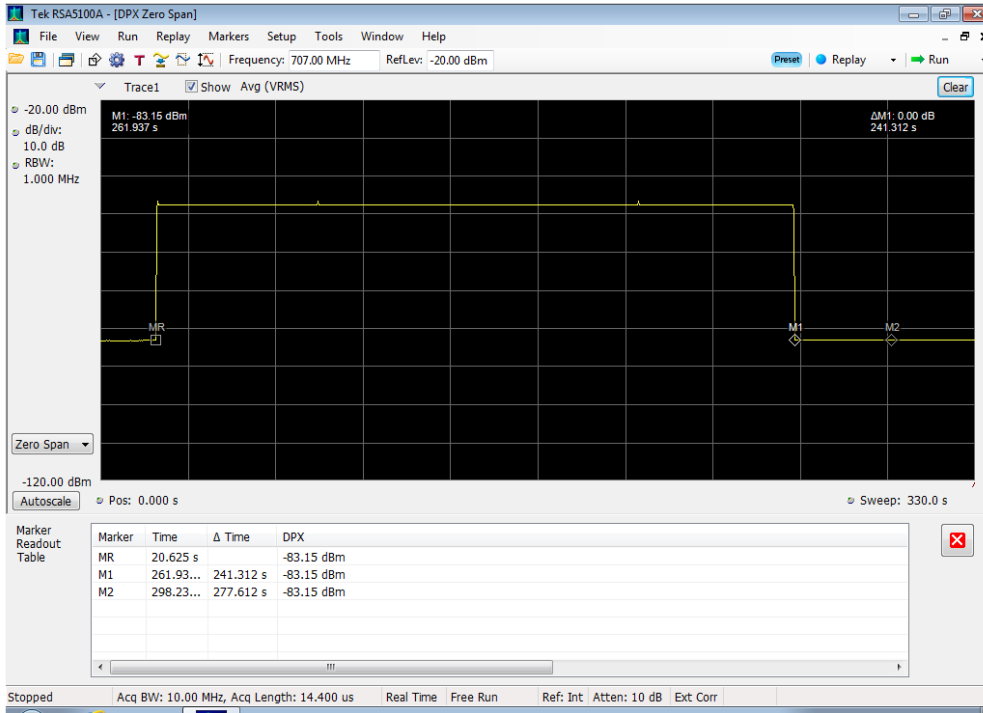 Tek RSA5100A - [DPX Zero Span]
File View Run Replay Markers Setup Tools Window Help
T Frequency: 707.00 MHz RefLev: -20.00 dBm Preset Replay Run
Trace1 Show Avg (VRMS) Clear
-20.00 dBm
dB/div:
10.0 dB
RBW:
1.000 MHz
M1: -83.15 dBm
261.937 s
ΔM1: 0.00 dB
241.312 s
MR M1 M2
Zero Span
-120.00 dBm
Autoscale Pos: 0.000 s Sweep: 330.0 s
Marker
Readout
Table
Marker Time Δ Time DPX
MR 20.625 s -83.15 dBm
M1 261.93... 241.312 s -83.15 dBm
M2 298.23... 277.612 s -83.15 dBm
Stopped Acq BW: 10.00 MHz, Acq Length: 14.400 us Real Time Free Run Ref: Int Atten: 10 dB Ext Corr